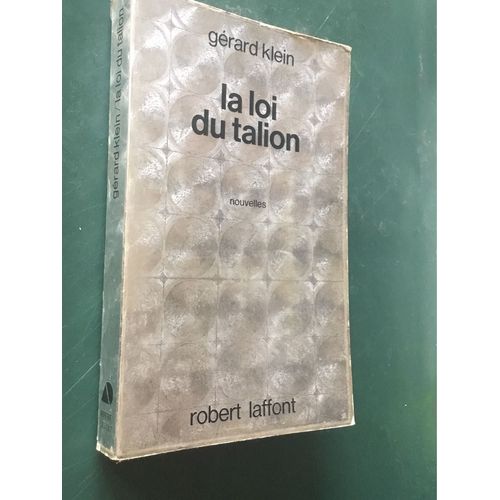 gérard klein
la loi
du talion
nouvelles
robert laffont
gérard klein / la loi du talion